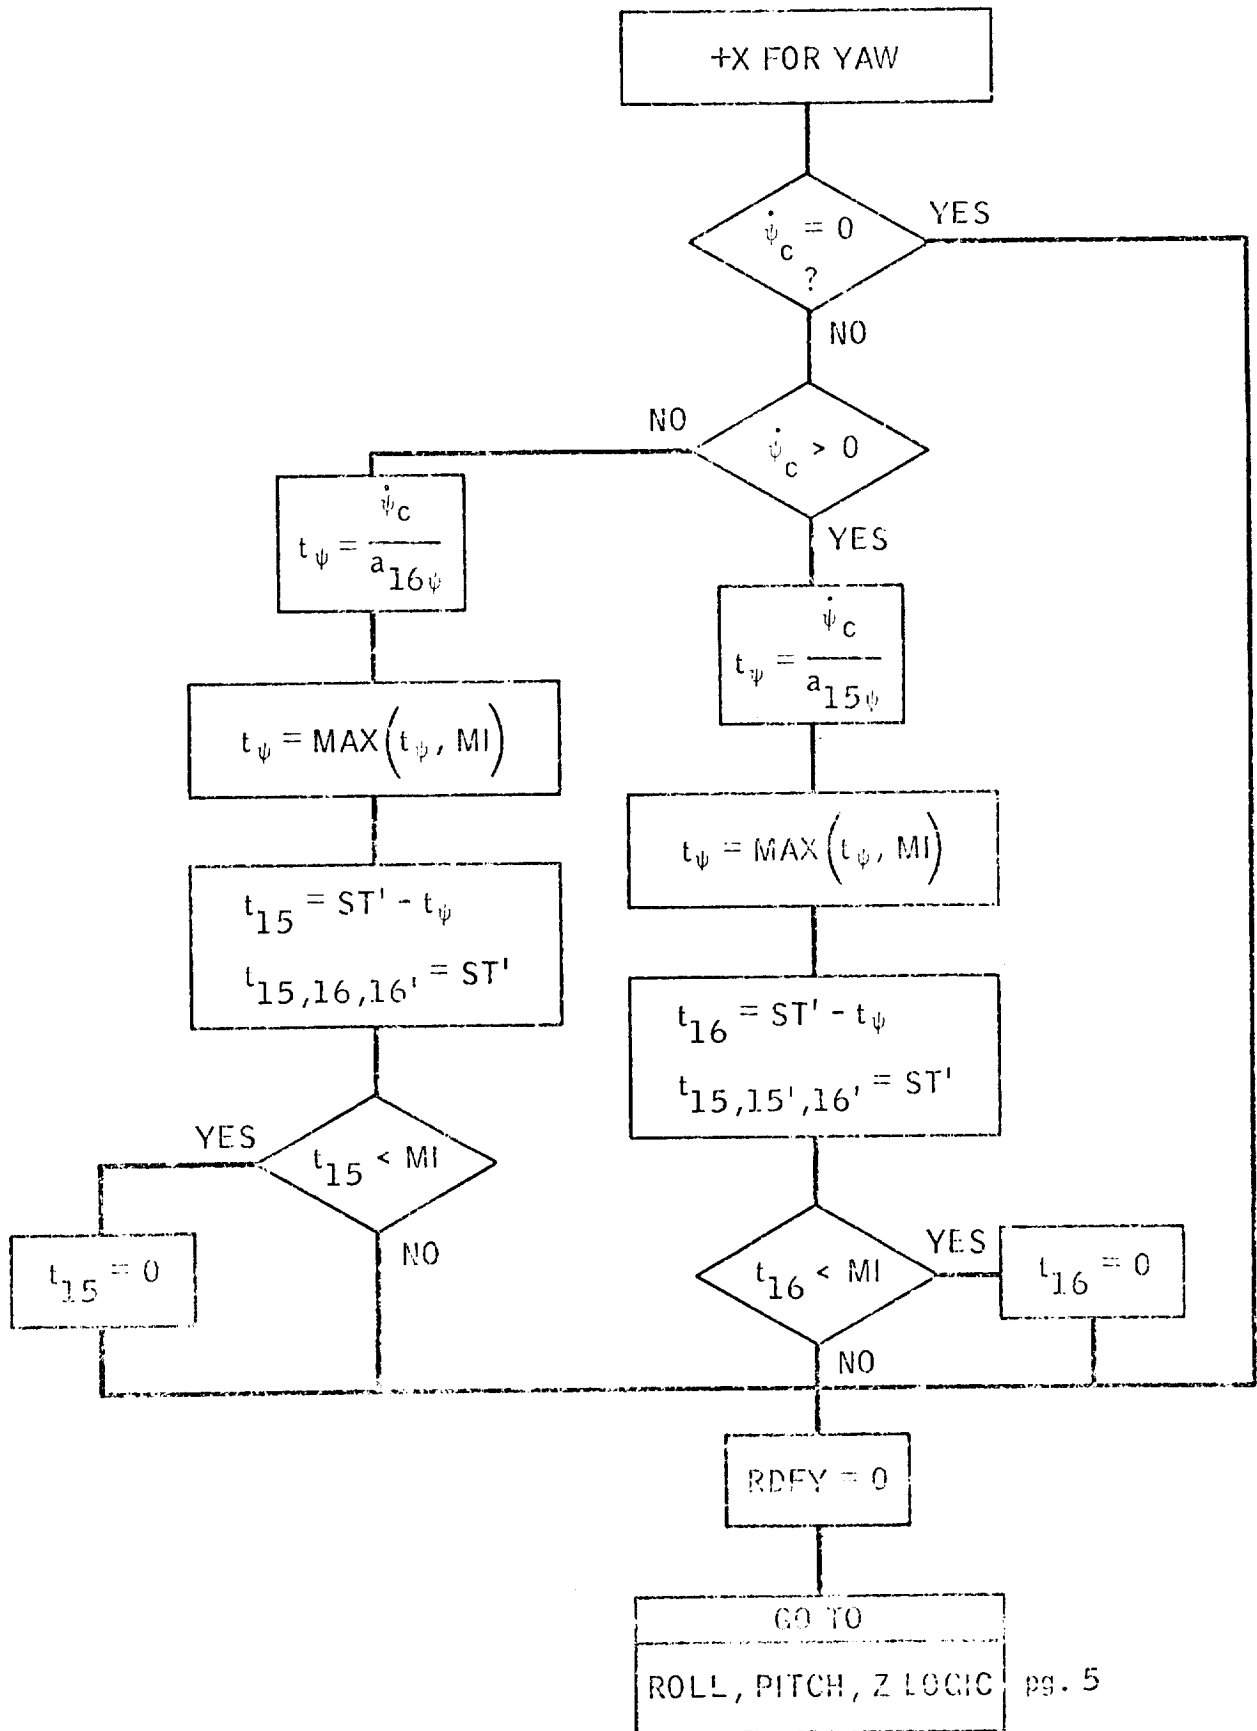 +X FOR YAW
ψ̇c = 0
?
YES
NO
ψ̇c > 0
NO
YES
tψ = ψ̇c / a16ψ
tψ = ψ̇c / a15ψ
tψ = MAX(tψ, MI)
tψ = MAX(tψ, MI)
t15 = ST' - tψ
t15,16,16' = ST'
t16 = ST' - tψ
t15,15',16' = ST'
YES
t15 < MI
NO
t15 = 0
t16 < MI
YES
t16 = 0
NO
RDFY = 0
GO TO
ROLL, PITCH, Z LOGIC pg. 5